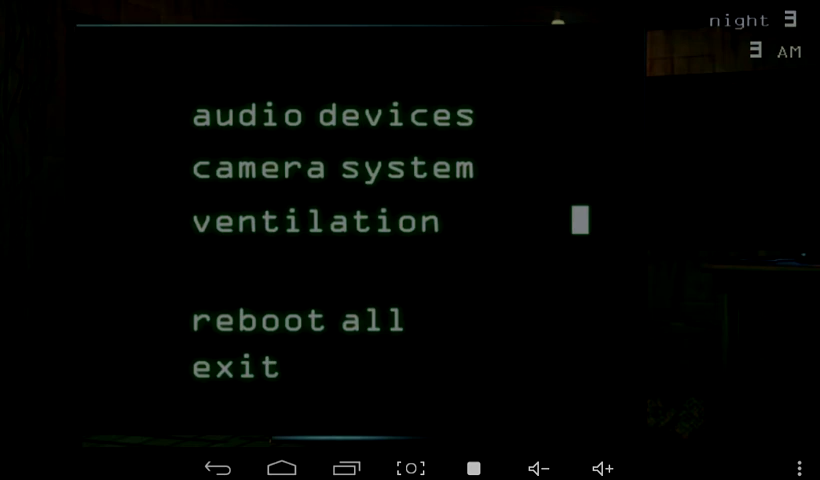 night 3
3 AM
audio devices
camera system
ventilation
reboot all
exit